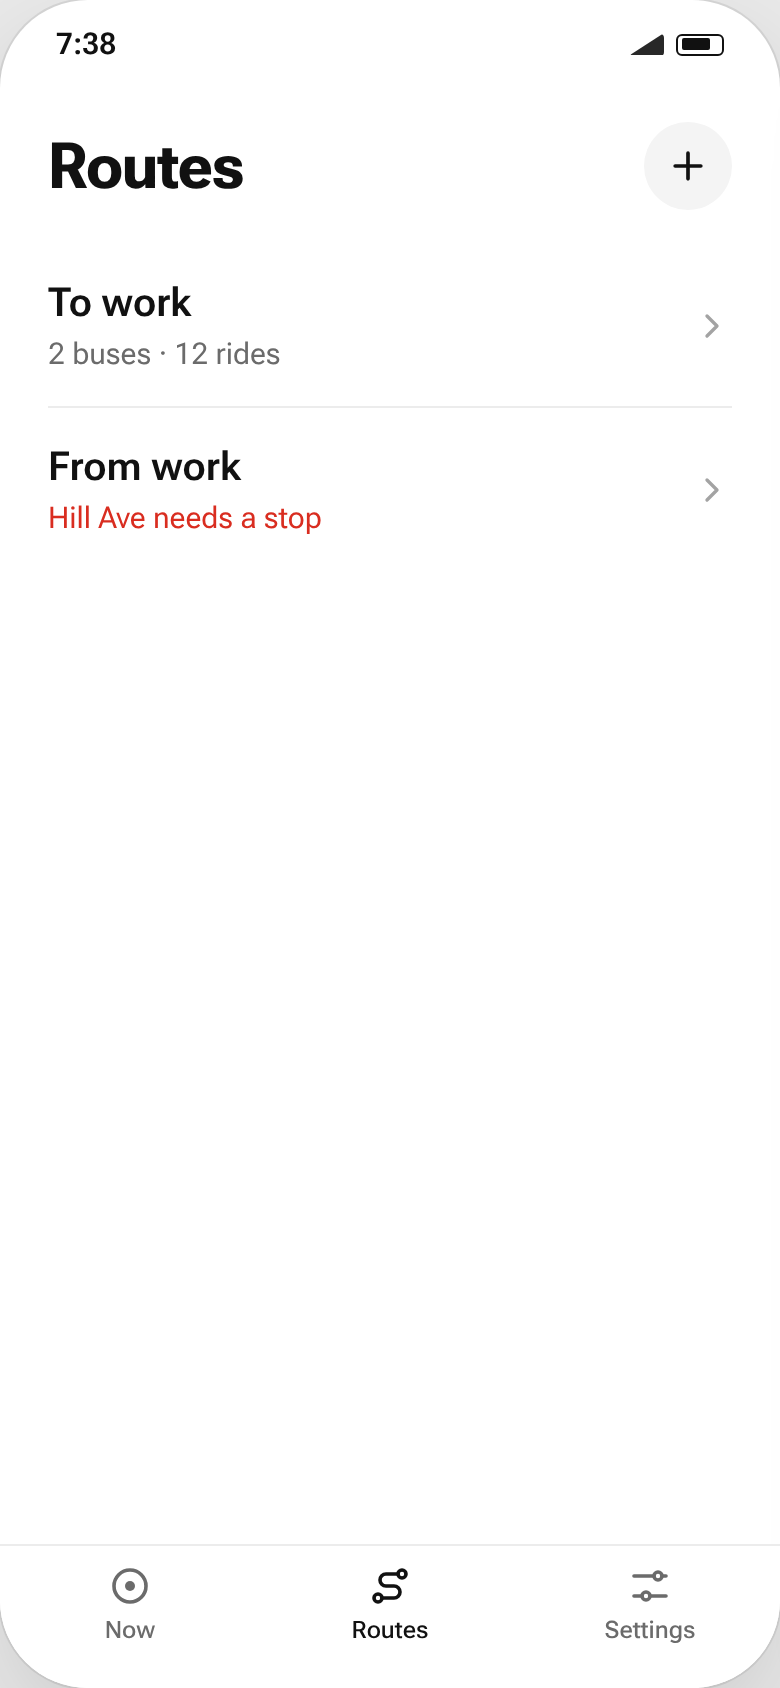 7:38
Routes
To work
2 buses · 12 rides
From work
Hill Ave needs a stop
Now
Routes
Settings